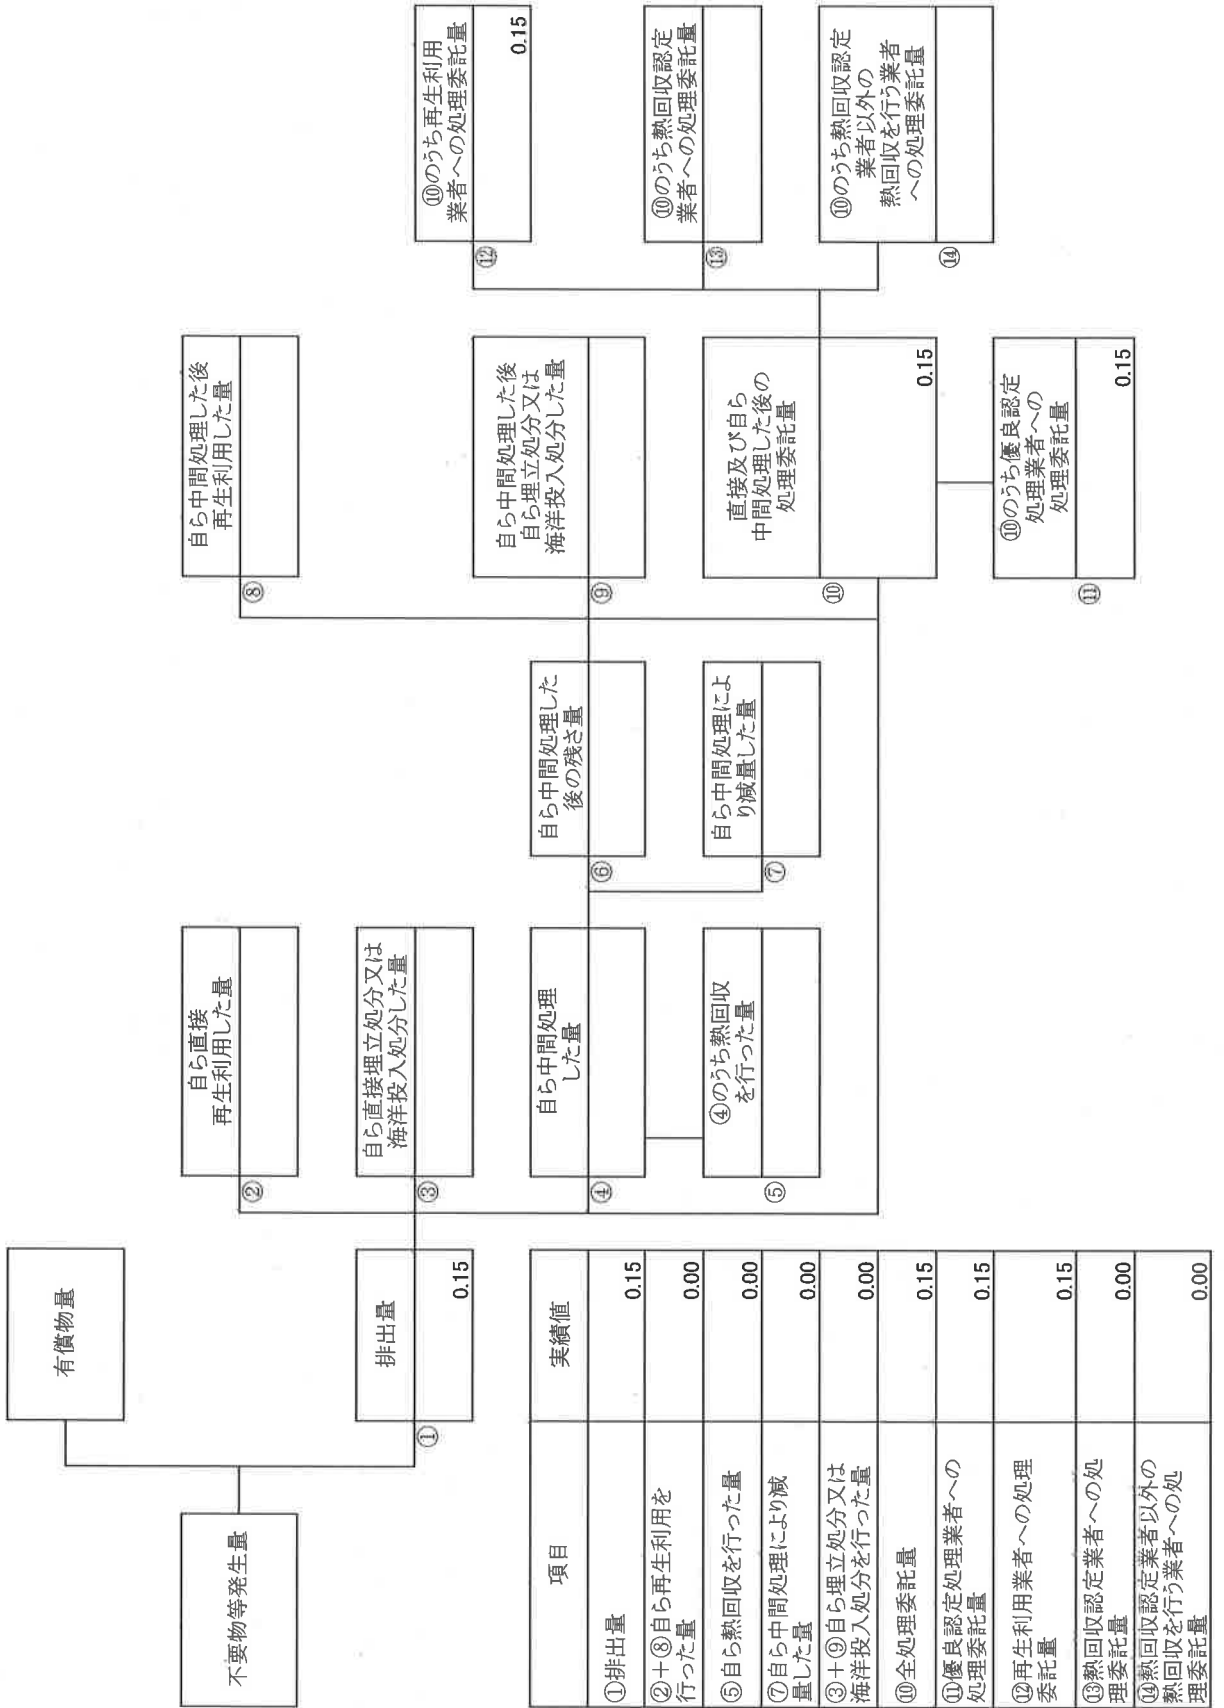 不要物等発生量
有償物量
排出量
①
0.15
自ら直接
再生利用した量
②
自ら直接埋立処分又は
海洋投入処分した量
③
自ら中間処理
した量
④
④のうち熱回収
を行った量
⑤
自ら中間処理した
後の残さ量
⑥
自ら中間処理によ
り減量した量
⑦
自ら中間処理した後
再生利用した量
⑧
自ら中間処理した後
自ら埋立処分又は
海洋投入処分した量
⑨
直接及び自ら
中間処理した後の
処理委託量
⑩
0.15
⑩のうち優良認定
処理業者への
処理委託量
⑪
0.15
⑩のうち再生利用
業者への処理委託量
⑫
0.15
⑩のうち熱回収認定
業者への処理委託量
⑬
⑩のうち熱回収認定
業者以外の
熱回収を行う業者
への処理委託量
⑭
項目 実績値
①排出量 0.15
②+⑧自ら再生利用を
行った量 0.00
⑤自ら熱回収を行った量 0.00
⑦自ら中間処理により減
量した量 0.00
③+⑨自ら埋立処分又は
海洋投入処分を行った量 0.00
⑩全処理委託量 0.15
⑪優良認定処理業者への
処理委託量 0.15
⑫再生利用業者への処理
委託量 0.15
⑬熱回収認定業者への処
理委託量 0.00
⑭熱回収認定業者以外の
熱回収を行う業者への処
理委託量 0.00